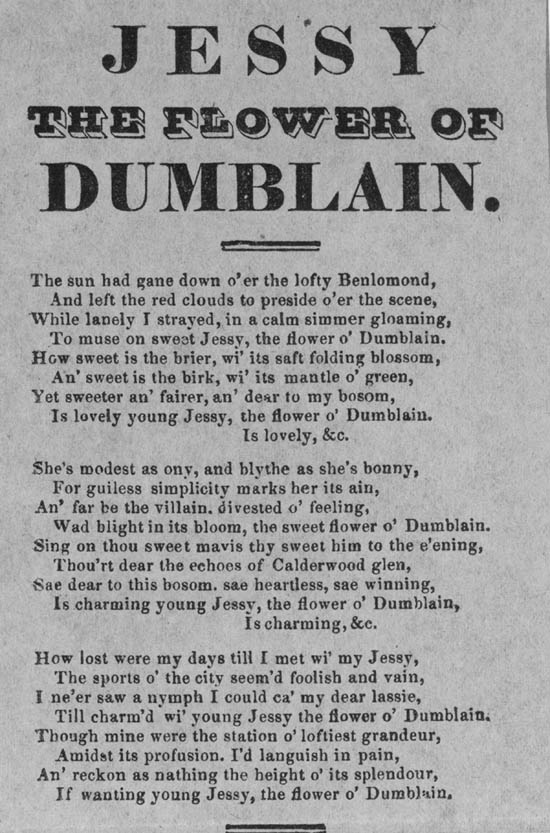 JESSY
THE FLOWER OF
DUMBLAIN.
The sun had gane down o'er the lofty Benlomond,
And left the red clouds to preside o'er the scene,
While lanely I strayed, in a calm simmer gloaming,
To muse on sweet Jessy, the flower o' Dumblain.
How sweet is the brier, wi' its saft folding blossom,
An' sweet is the birk, wi' its mantle o' green,
Yet sweeter an' fairer, an' dear to my bosom,
Is lovely young Jessy, the flower o' Dumblain.
Is lovely, &c.
She's modest as ony, and blythe as she's bonny,
For guiless simplicity marks her its ain,
An' far be the villain. divested o' feeling,
Wad blight in its bloom, the sweet flower o' Dumblain.
Sing on thou sweet mavis thy sweet him to the e'ening,
Thou'rt dear the echoes of Calderwood glen,
Sae dear to this bosom. sae heartless, sae winning,
Is charming young Jessy, the flower o' Dumblain,
Is charming, &c.
How lost were my days till I met wi' my Jessy,
The sports o' the city seem'd foolish and vain,
I ne'er saw a nymph I could ca' my dear lassie,
Till charm'd wi' young Jessy the flower o' Dumblain.
Though mine were the station o' loftiest grandeur,
Amidst its profusion. I'd languish in pain,
An' reckon as nathing the height o' its splendour,
If wanting young Jessy, the flower o' Dumblain.